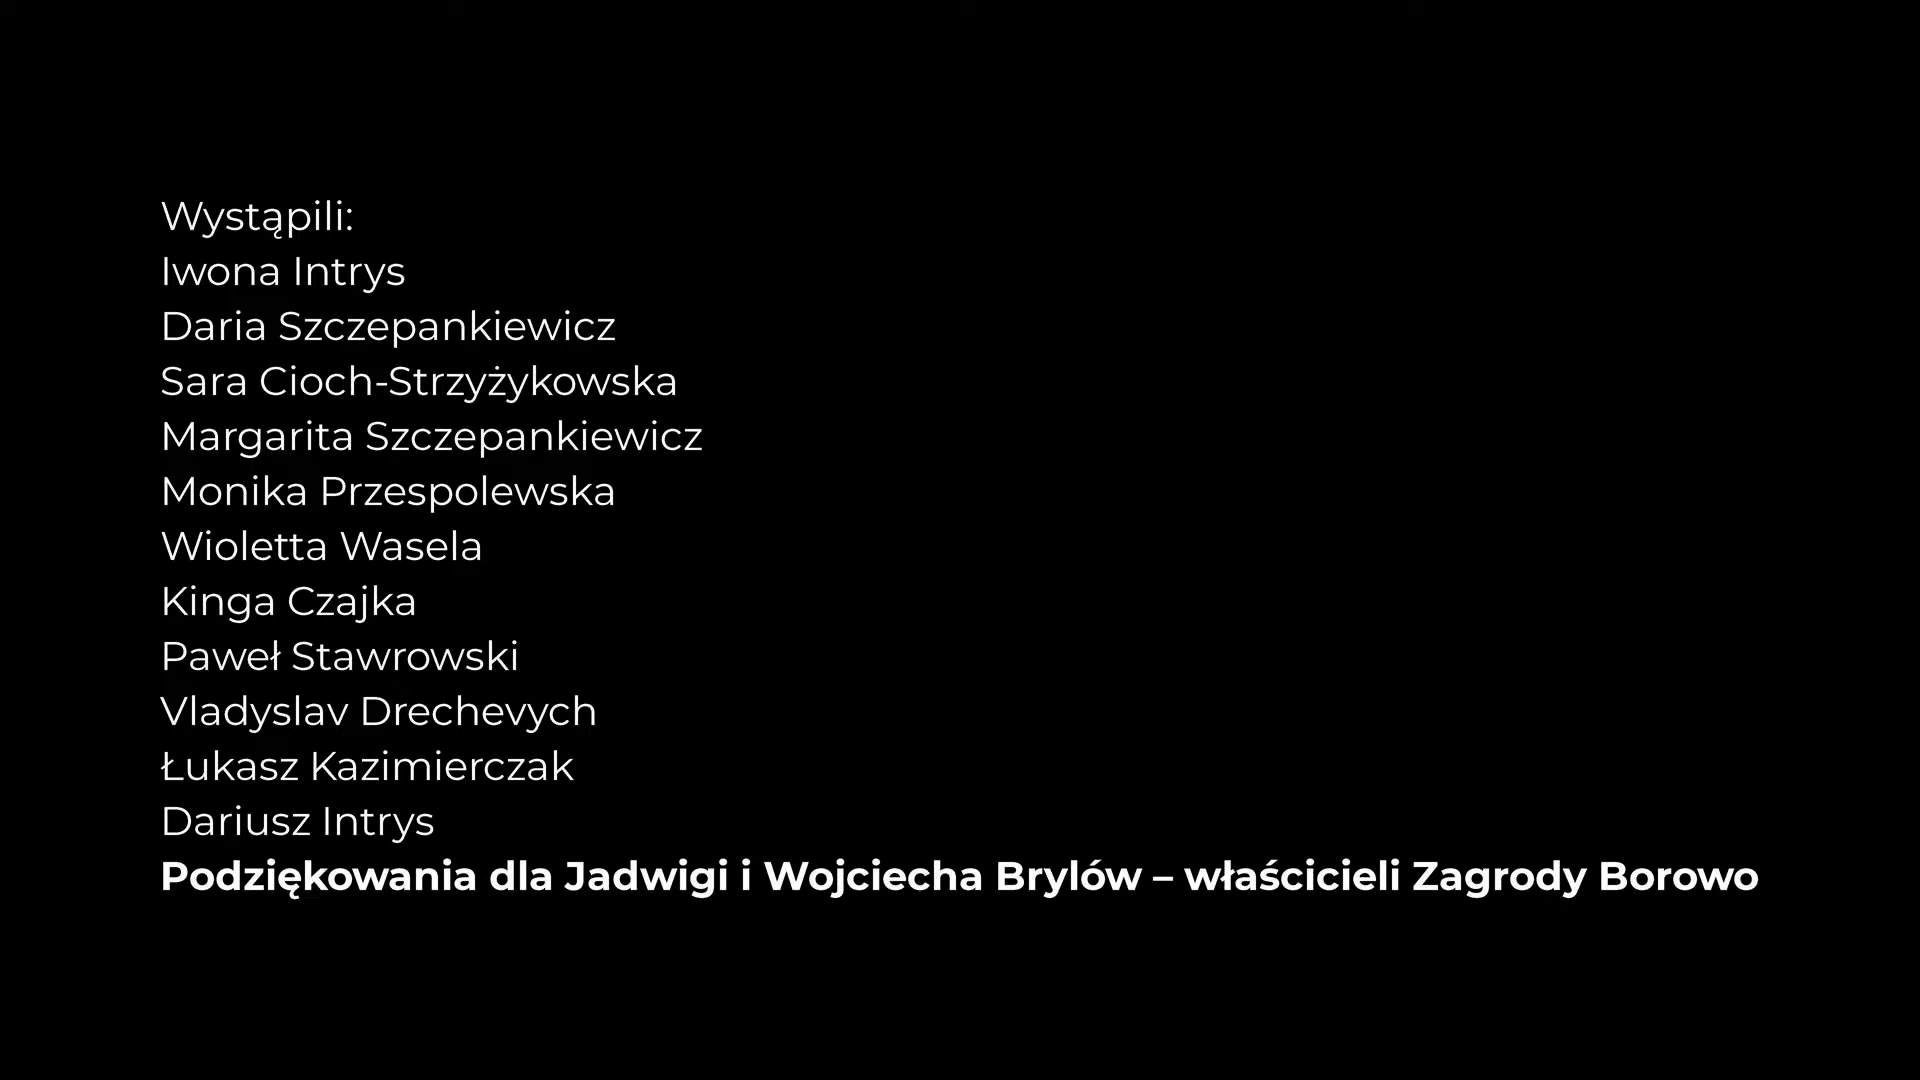 Wystąpili:
Iwona Intrys
Daria Szczepankiewicz
Sara Cioch-Strzyżykowska
Margarita Szczepankiewicz
Monika Przespolewska
Wioletta Wasela
Kinga Czajka
Paweł Stawrowski
Vladyslav Drechevych
Łukasz Kazimierczak
Dariusz Intrys
Podziękowania dla Jadwigi i Wojciecha Brylów – właścicieli Zagrody Borowo